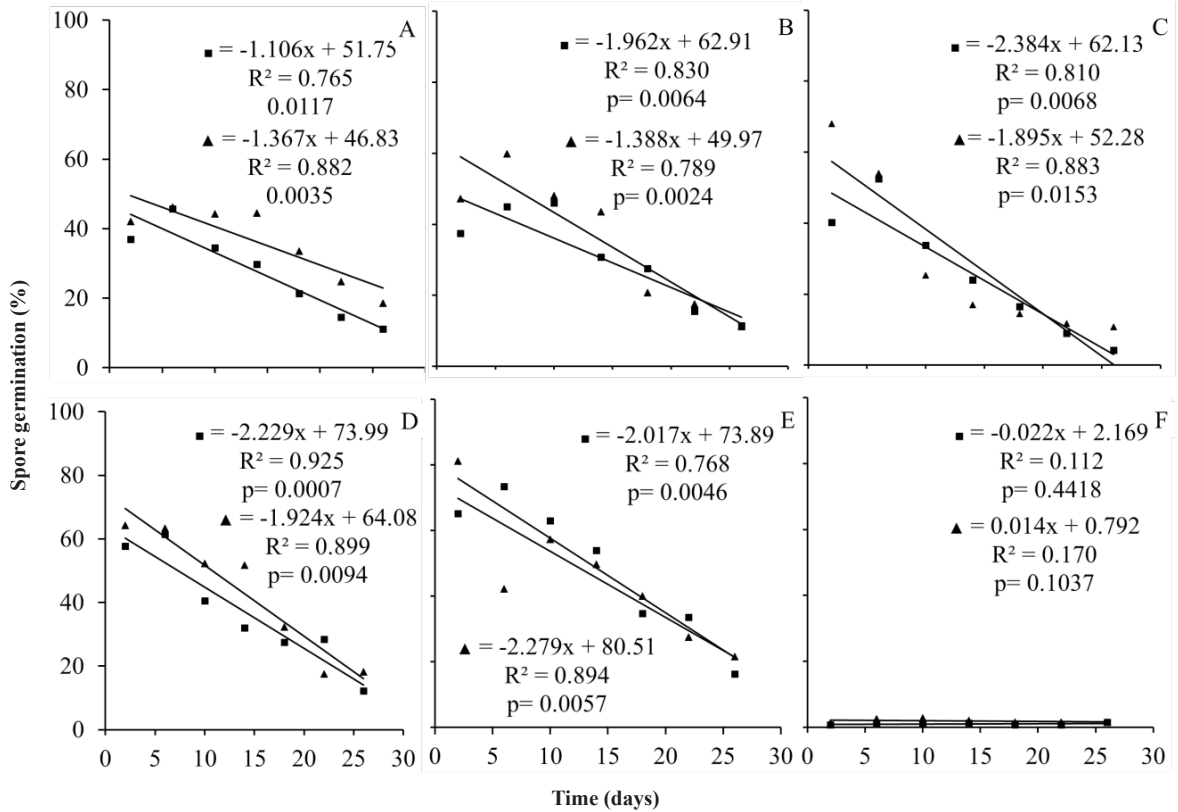 A
■ = -1.106x + 51.75
R² = 0.765
0.0117
▲ = -1.367x + 46.83
R² = 0.882
0.0035
B
■ = -1.962x + 62.91
R² = 0.830
p= 0.0064
▲ = -1.388x + 49.97
R² = 0.789
p= 0.0024
C
■ = -2.384x + 62.13
R² = 0.810
p= 0.0068
▲ = -1.895x + 52.28
R² = 0.883
p= 0.0153
100
80
60
40
20
0
D
■ = -2.229x + 73.99
R² = 0.925
p= 0.0007
▲ = -1.924x + 64.08
R² = 0.899
p= 0.0094
E
■ = -2.017x + 73.89
R² = 0.768
p= 0.0046
▲ = -2.279x + 80.51
R² = 0.894
p= 0.0057
F
■ = -0.022x + 2.169
R² = 0.112
p= 0.4418
▲ = 0.014x + 0.792
R² = 0.170
p= 0.1037
100
80
60
40
20
0
0 5 10 15 20 25 30
0 5 10 15 20 25 30
0 5 10 15 20 25 30
Spore germination (%)
Time (days)